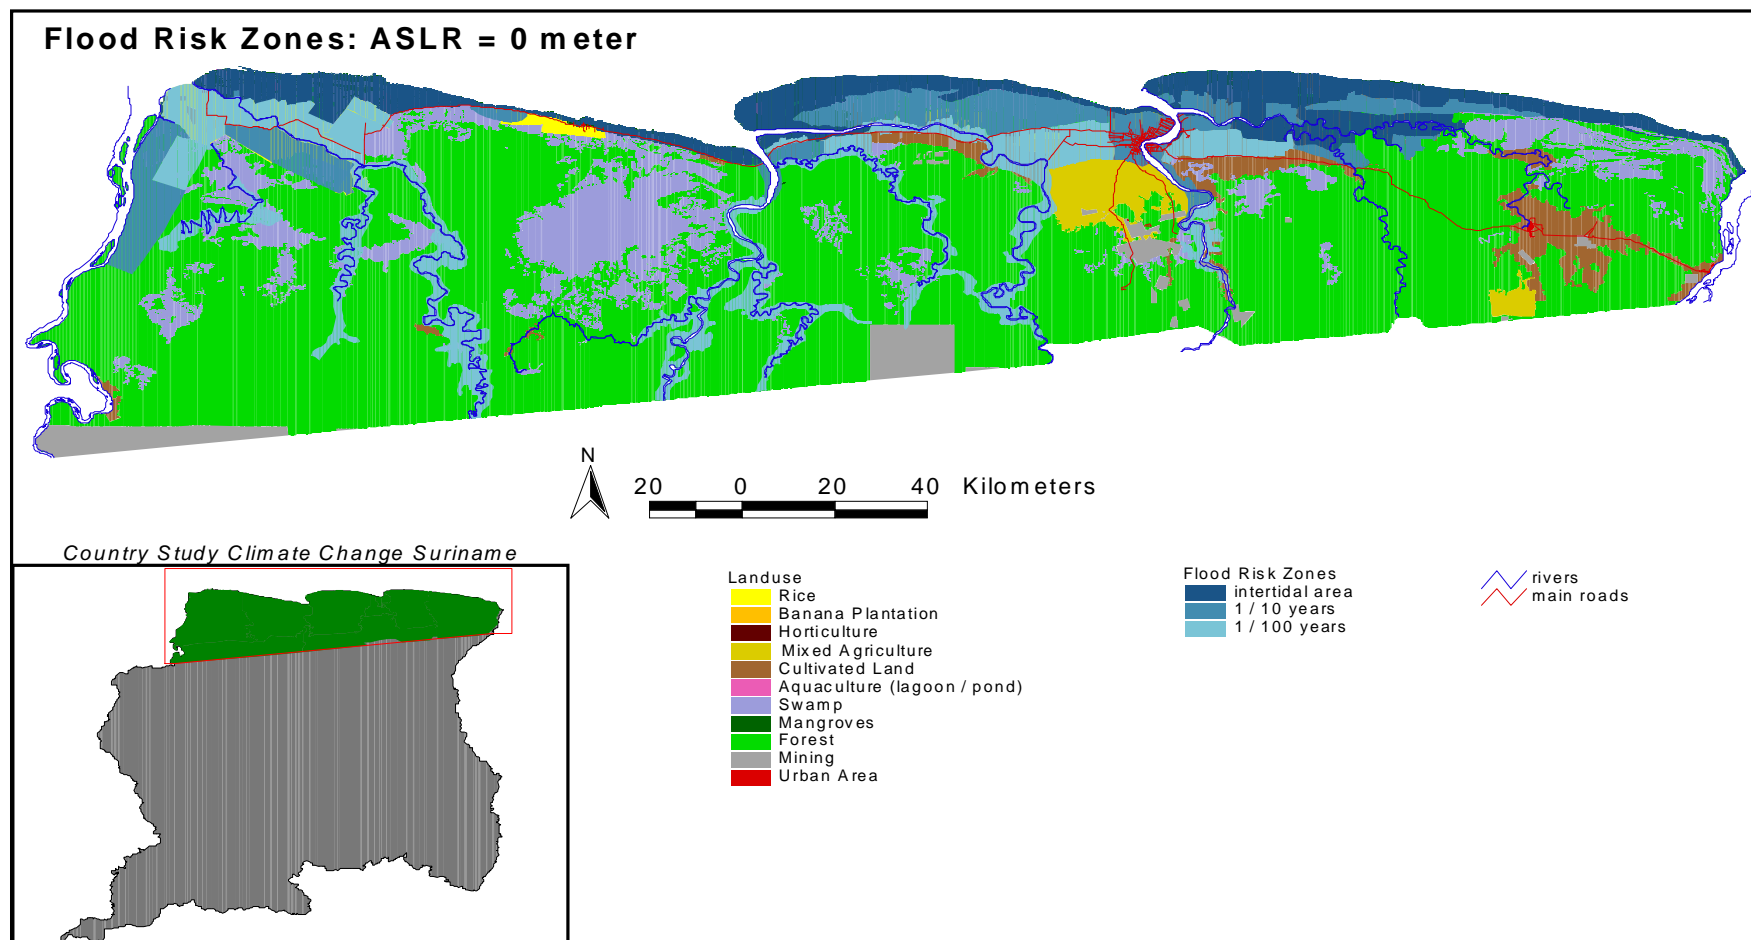 Flood Risk Zones: ASLR = 0 meter
N
20 0 20 40 Kilometers
Country Study Climate Change Suriname
Landuse
Rice
Banana Plantation
Horticulture
Mixed Agriculture
Cultivated Land
Aquaculture (lagoon / pond)
Swamp
Mangroves
Forest
Mining
Urban Area
Flood Risk Zones
intertidal area
1 / 10 years
1 / 100 years
rivers
main roads